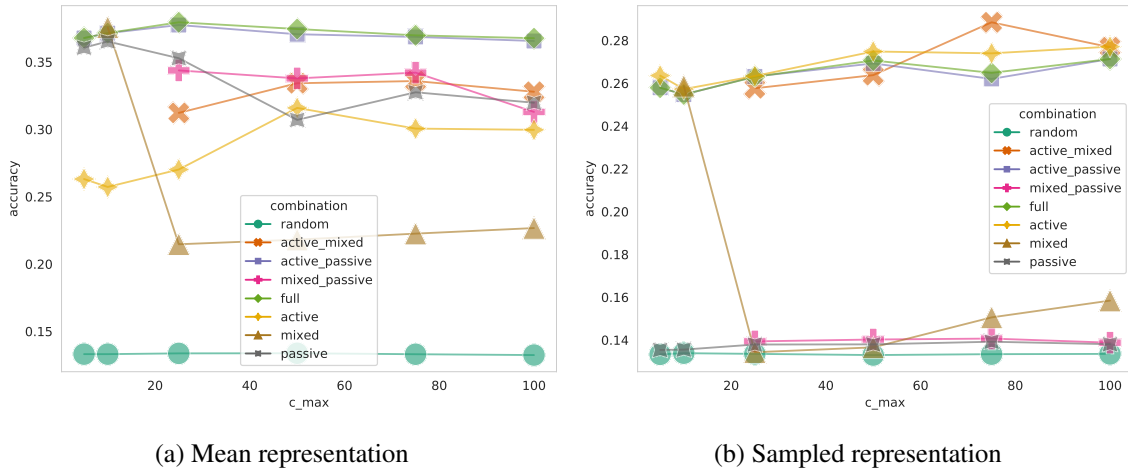 0.35
0.30
0.25
0.20
0.15
accuracy
20
40
60
80
100
c_max
combination
random
active_mixed
active_passive
mixed_passive
full
active
mixed
passive
(a) Mean representation
0.28
0.26
0.24
0.22
0.20
0.18
0.16
0.14
accuracy
20
40
60
80
100
c_max
combination
random
active_mixed
active_passive
mixed_passive
full
active
mixed
passive
(b) Sampled representation